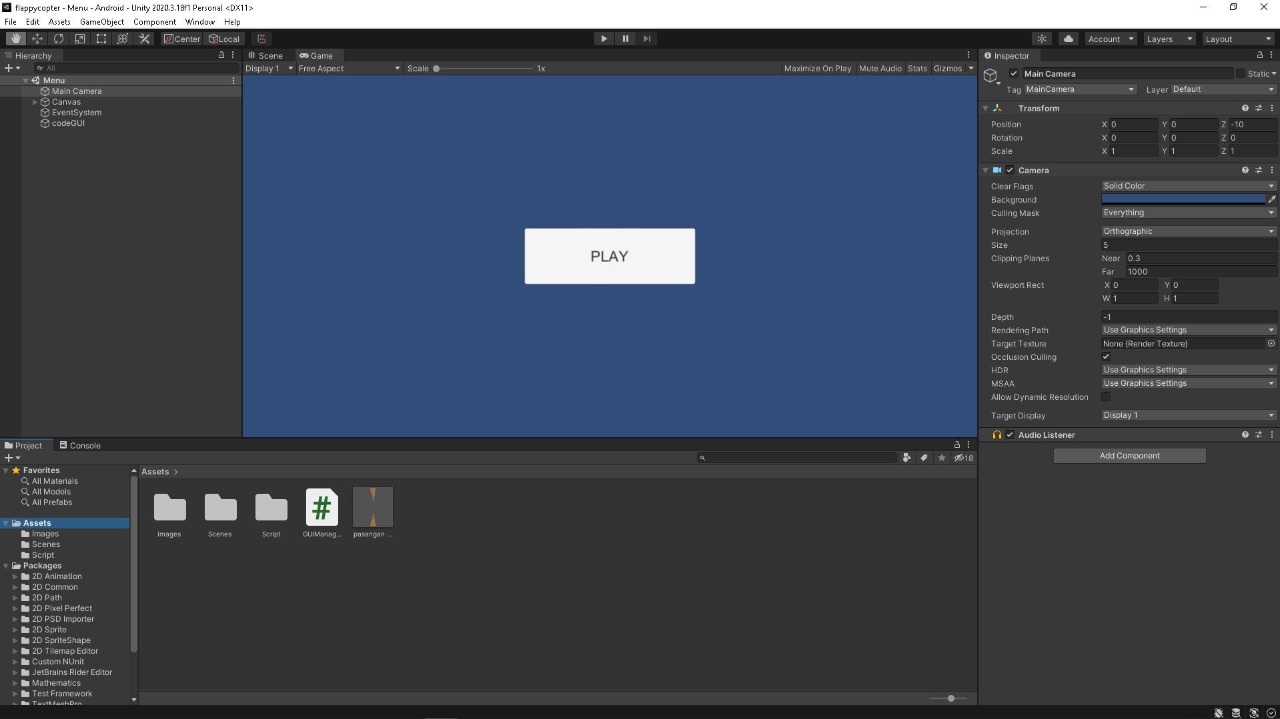 flappycopter - Menu - Android - Unity 2020.3.18f1 Personal <DX11>
File Edit Assets GameObject Component Window Help
Center Local Account Layers Layout
Hierarchy
All
Menu
Main Camera
Canvas
EventSystem
codeGUI
Scene Game
Display 1 Free Aspect Scale 1x Maximize On Play Mute Audio Stats Gizmos
PLAY
Inspector
Main Camera Static
Tag MainCamera Layer Default
Transform
Position X 0 Y 0 Z -10
Rotation X 0 Y 0 Z 0
Scale X 1 Y 1 Z 1
Camera
Clear Flags Solid Color
Background
Culling Mask Everything
Projection Orthographic
Size 5
Clipping Planes Near 0.3
Far 1000
Viewport Rect X 0 Y 0
W 1 H 1
Depth -1
Rendering Path Use Graphics Settings
Target Texture None (Render Texture)
Occlusion Culling
HDR Use Graphics Settings
MSAA Use Graphics Settings
Allow Dynamic Resolution
Target Display Display 1
Audio Listener
Add Component
Project Console
18
Favorites
All Materials
All Models
All Prefabs
Assets
Images
Scenes
Script
Packages
2D Animation
2D Common
2D Path
2D Pixel Perfect
2D PSD Importer
2D Sprite
2D SpriteShape
2D Tilemap Editor
Custom NUnit
JetBrains Rider Editor
Mathematics
Test Framework
TextMeshPro
Assets
Images Scenes Script GUIManag... pasangan ...